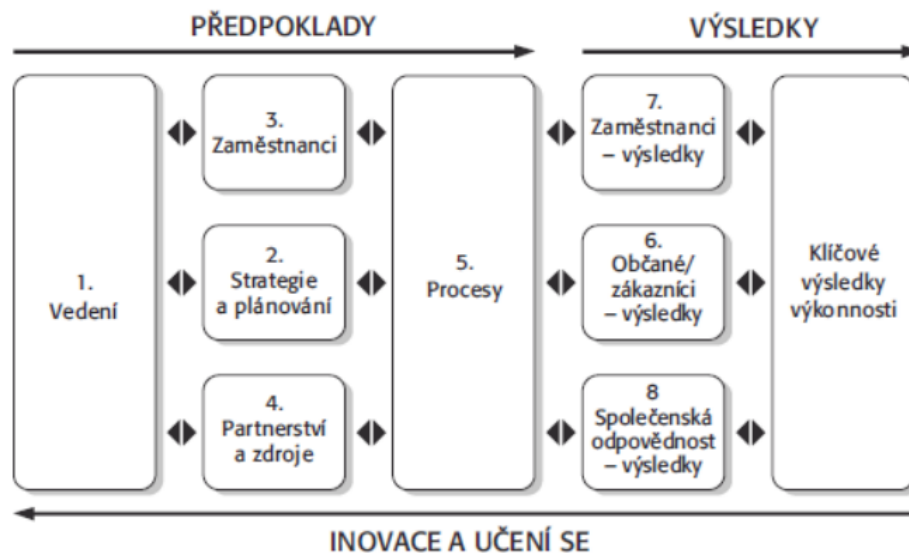 PŘEDPOKLADY
VÝSLEDKY
1.
Vedení
3.
Zaměstnanci
2.
Strategie
a plánování
4.
Partnerství
a zdroje
5.
Procesy
7.
Zaměstnanci
– výsledky
6.
Občané/
zákazníci
– výsledky
8
Společenská
odpovědnost
– výsledky
Klíčové
výsledky
výkonnosti
INOVACE A UČENÍ SE